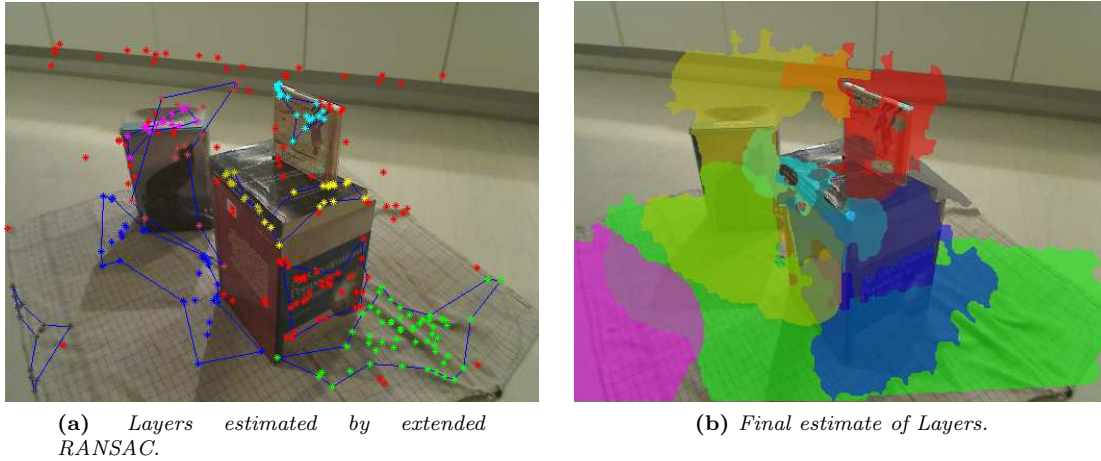 (a) Layers estimated by extended
RANSAC.
(b) Final estimate of Layers.